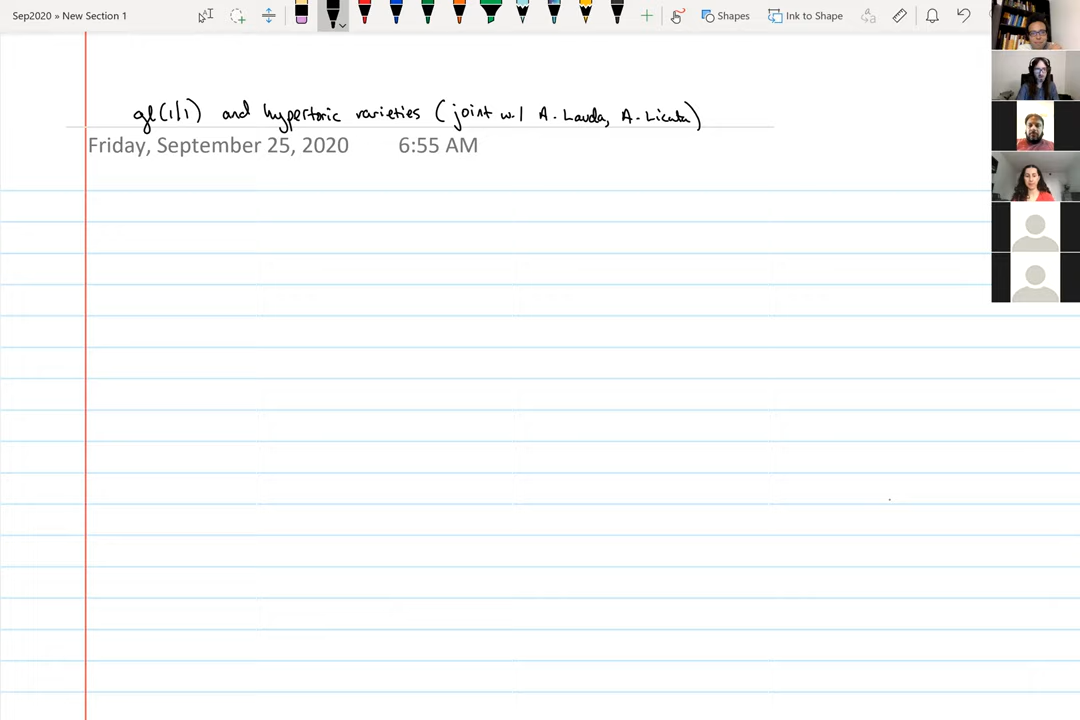 Sep2020 » New Section 1
Shapes
Ink to Shape
gl(1|1) and hypertoric varieties (joint w/ A. Lauda, A. Licata)
Friday, September 25, 2020 6:55 AM